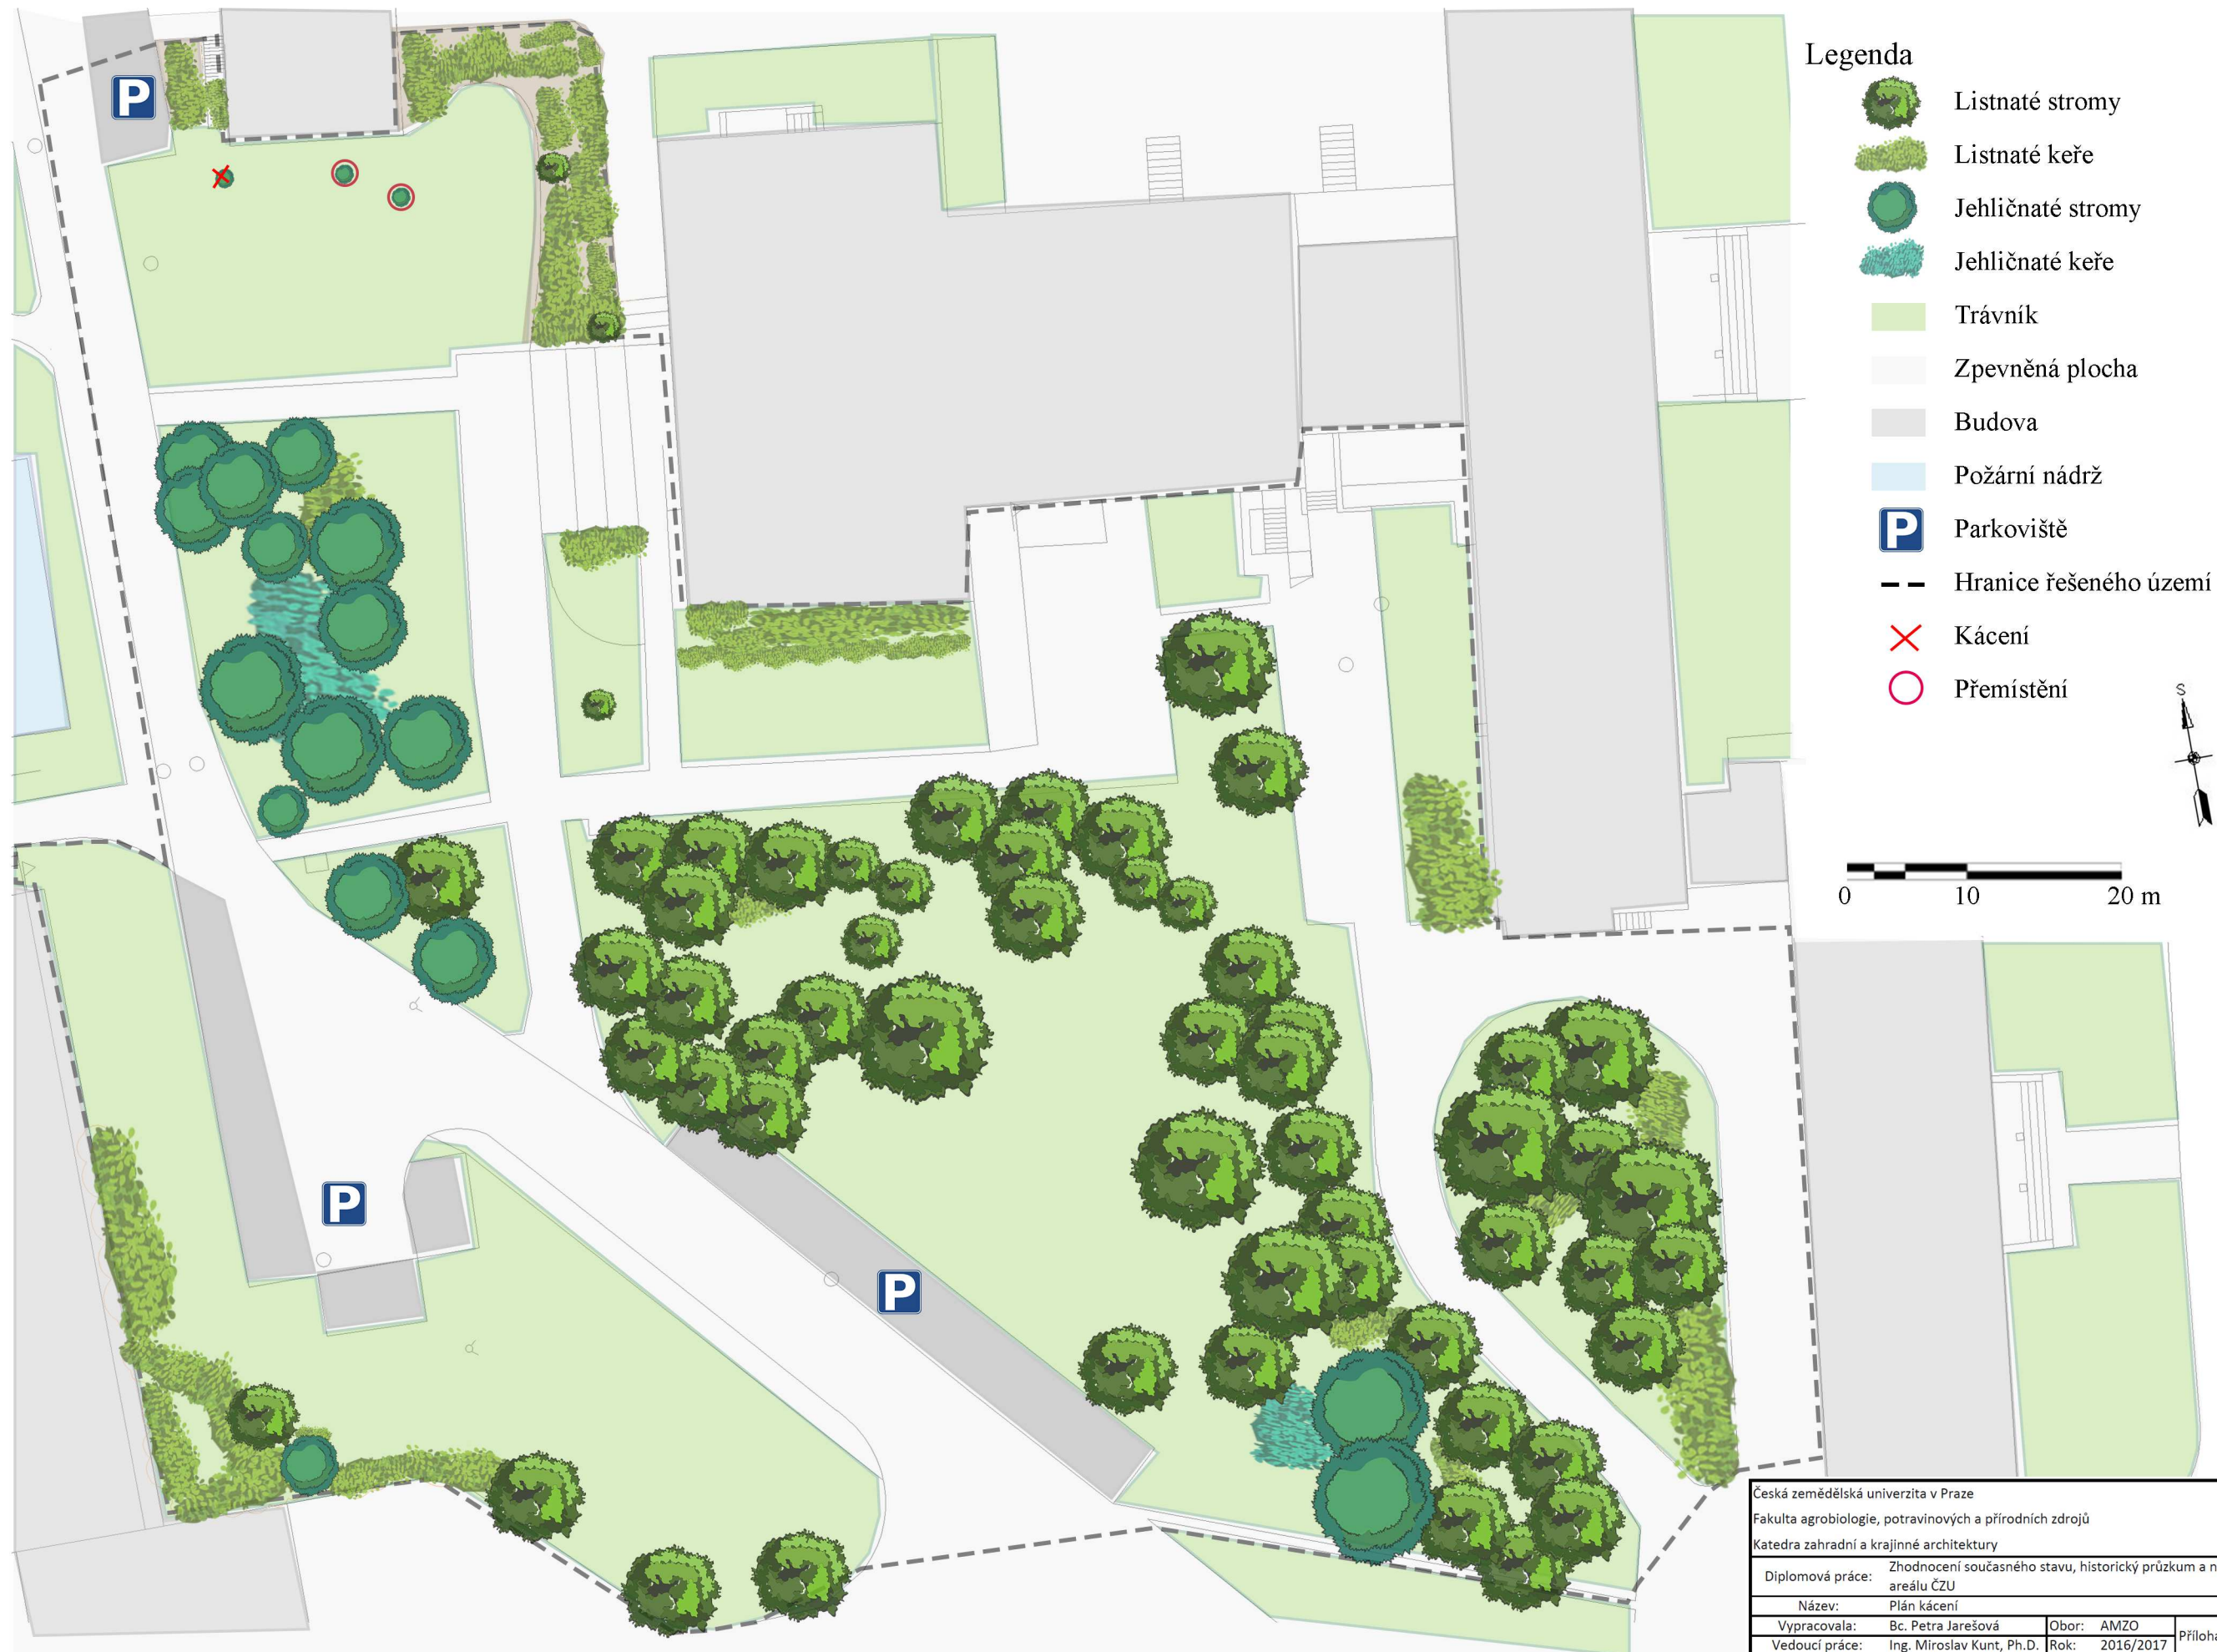 P
P
P
Legenda
Listnaté stromy
Listnaté keře
Jehličnaté stromy
Jehličnaté keře
Trávník
Zpevněná plocha
Budova
Požární nádrž
P Parkoviště
Hranice řešeného území
Kácení
Přemístění
S
0 10 20 m
Česká zemědělská univerzita v Praze
Fakulta agrobiologie, potravinových a přírodních zdrojů
Katedra zahradní a krajinné architektury
Diplomová práce: Zhodnocení současného stavu, historický průzkum a n
areálu ČZU
Název: Plán kácení
Vypracovala: Bc. Petra Jarešová Obor: AMZO Příloha
Vedoucí práce: Ing. Miroslav Kunt, Ph.D. Rok: 2016/2017